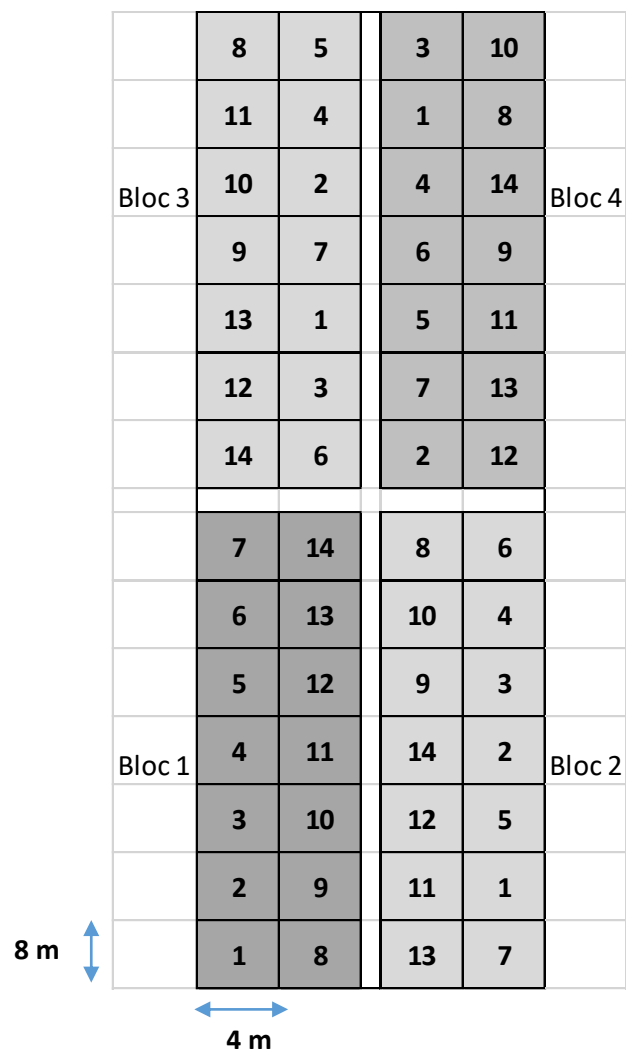 8 5 3 10
11 4 1 8
Bloc 3 10 2 4 14 Bloc 4
9 7 6 9
13 1 5 11
12 3 7 13
14 6 2 12
7 14 8 6
6 13 10 4
5 12 9 3
Bloc 1 4 11 14 2 Bloc 2
3 10 12 5
2 9 11 1
8 m 1 8 13 7
4 m